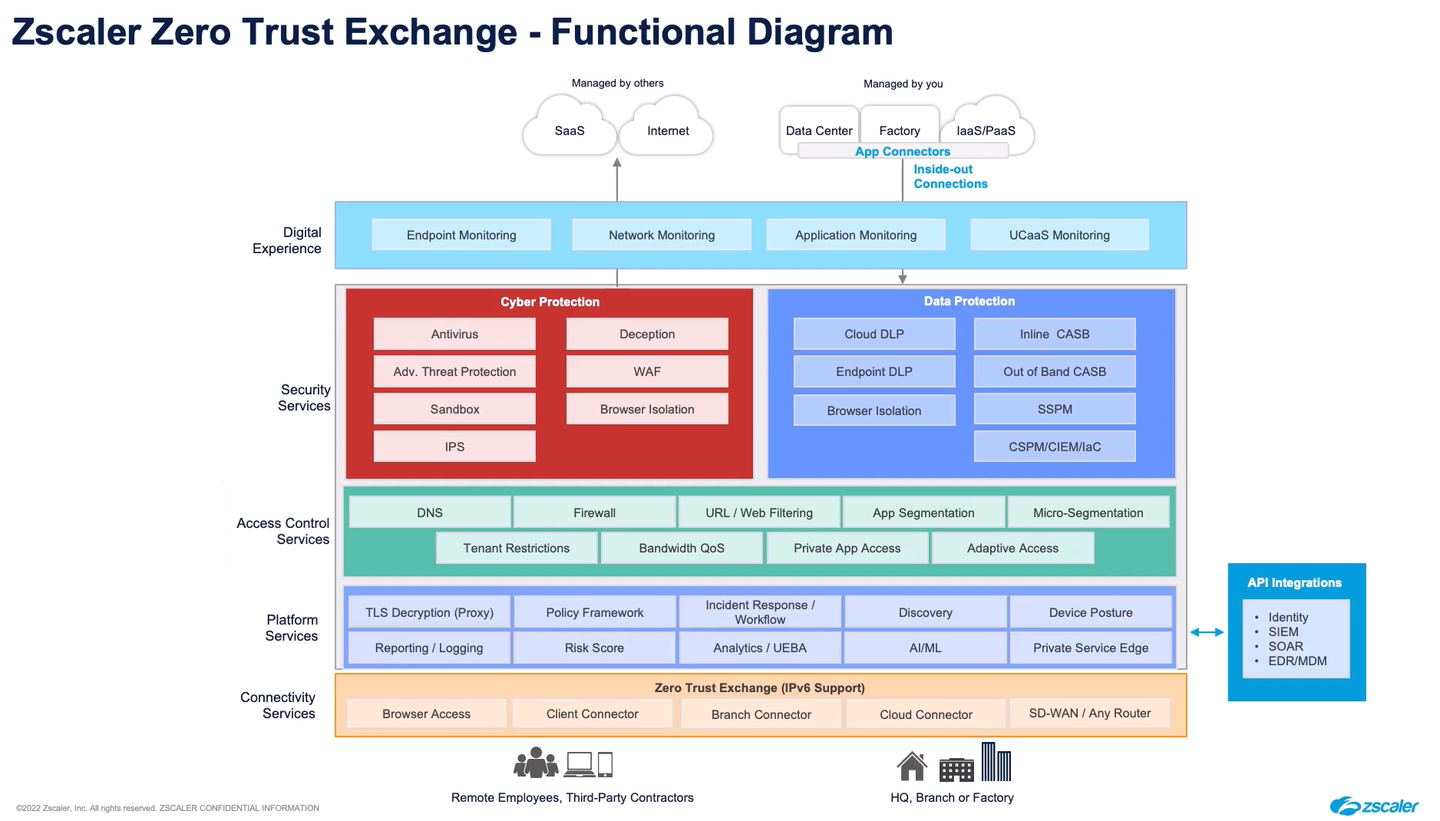 Zscaler Zero Trust Exchange - Functional Diagram
Managed by others
Managed by you
SaaS
Internet
Data Center
Factory
IaaS/PaaS
App Connectors
Inside-out
Connections
Digital
Experience
Endpoint Monitoring
Network Monitoring
Application Monitoring
UCaaS Monitoring
Security
Services
Cyber Protection
Antivirus
Deception
Adv. Threat Protection
WAF
Sandbox
Browser Isolation
IPS
Data Protection
Cloud DLP
Inline CASB
Endpoint DLP
Out of Band CASB
Browser Isolation
SSPM
CSPM/CIEM/IaC
Access Control
Services
DNS
Firewall
URL / Web Filtering
App Segmentation
Micro-Segmentation
Tenant Restrictions
Bandwidth QoS
Private App Access
Adaptive Access
Platform
Services
TLS Decryption (Proxy)
Policy Framework
Incident Response /
Workflow
Discovery
Device Posture
Reporting / Logging
Risk Score
Analytics / UEBA
AI/ML
Private Service Edge
API Integrations
• Identity
• SIEM
• SOAR
• EDR/MDM
Connectivity
Services
Zero Trust Exchange (IPv6 Support)
Browser Access
Client Connector
Branch Connector
Cloud Connector
SD-WAN / Any Router
Remote Employees, Third-Party Contractors
HQ, Branch or Factory
©2022 Zscaler, Inc. All rights reserved. ZSCALER CONFIDENTIAL INFORMATION
zscaler